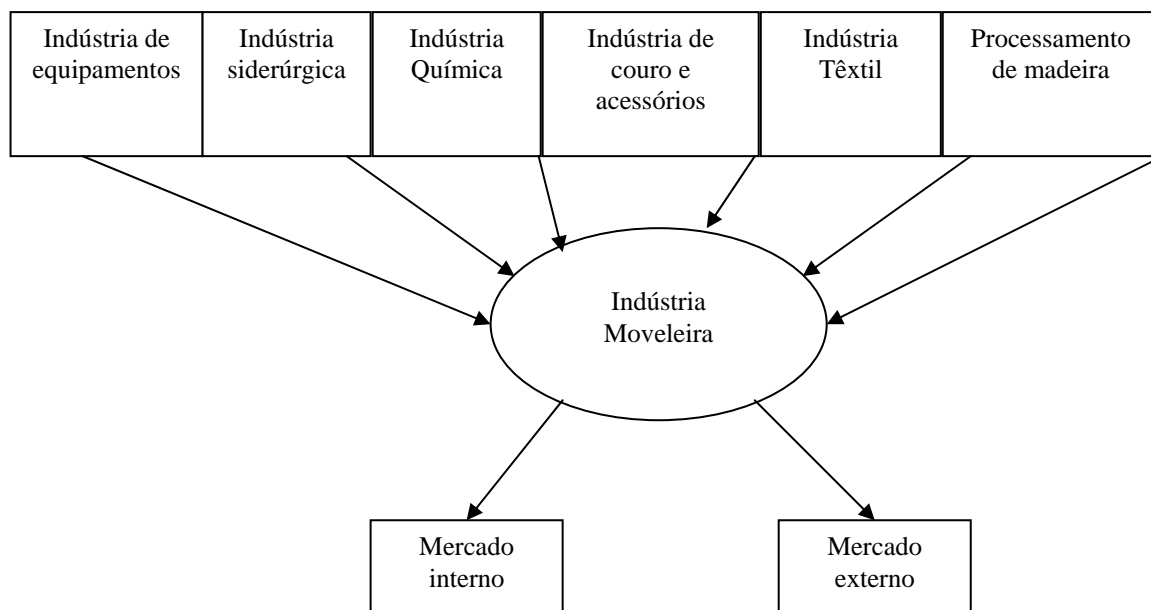 Indústria de
equipamentos
Indústria
siderúrgica
Indústria
Química
Indústria de
couro e
acessórios
Indústria
Têxtil
Processamento
de madeira
Indústria
Moveleira
Mercado
interno
Mercado
externo